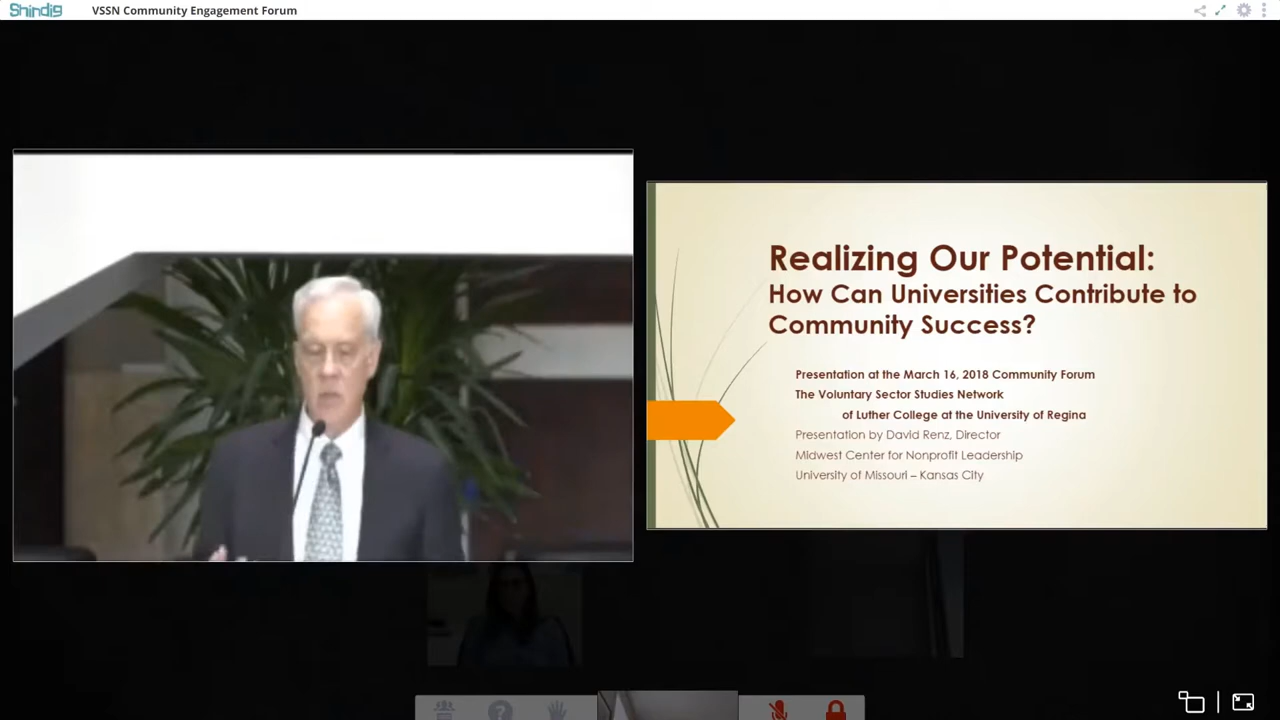 Shindig
VSSN Community Engagement Forum
Realizing Our Potential:
How Can Universities Contribute to
Community Success?
Presentation at the March 16, 2018 Community Forum
The Voluntary Sector Studies Network
of Luther College at the University of Regina
Presentation by David Renz, Director
Midwest Center for Nonprofit Leadership
University of Missouri – Kansas City